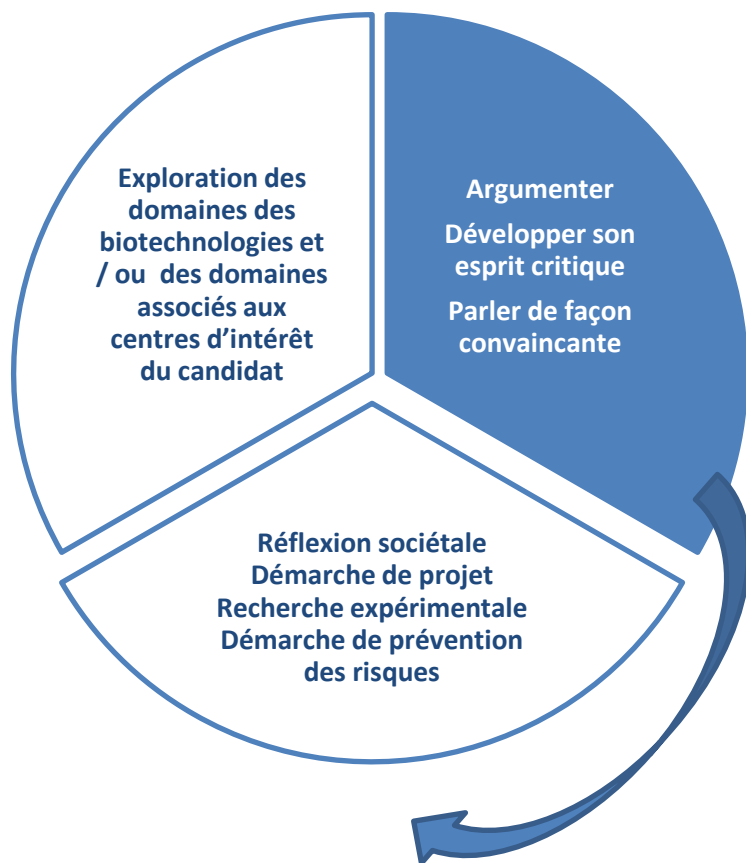 Exploration des
domaines des
biotechnologies et
/ ou  des domaines
associés aux
centres d’intérêt
du candidat
Argumenter
Développer son
esprit critique
Parler de façon
convaincante
Réflexion sociétale
Démarche de projet
Recherche expérimentale
Démarche de prévention
des risques